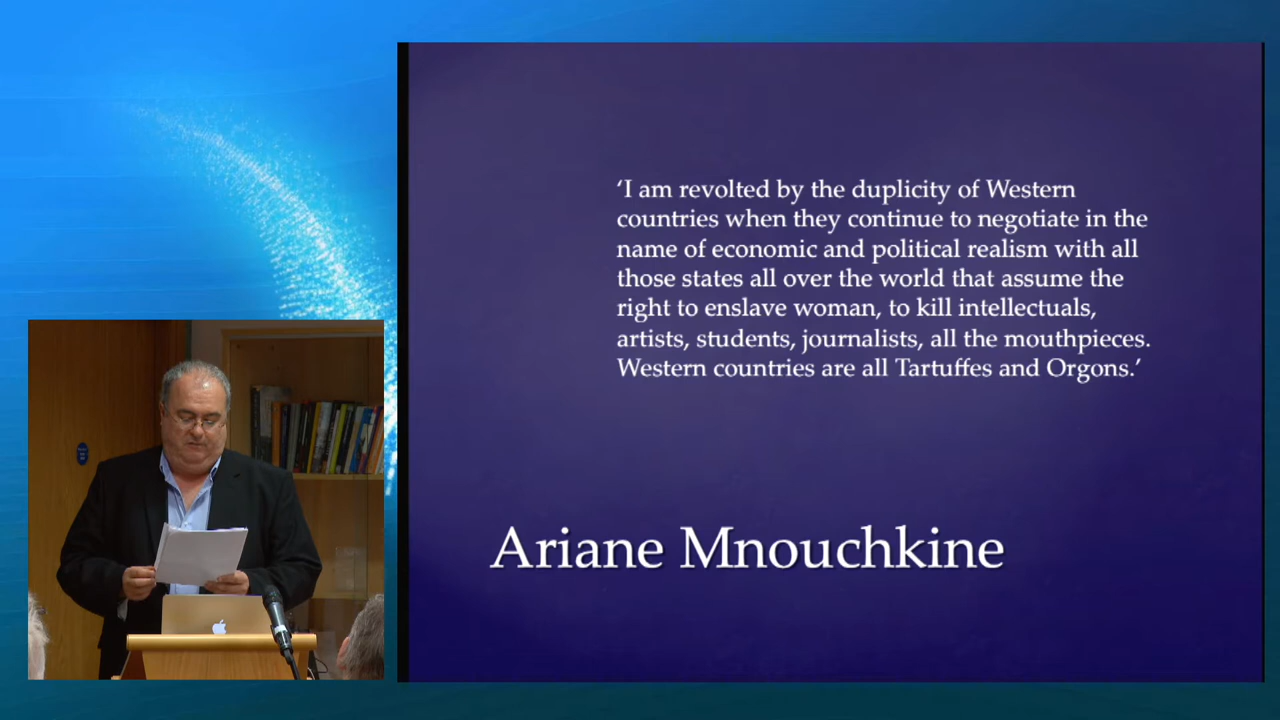 ‘I am revolted by the duplicity of Western
countries when they continue to negotiate in the
name of economic and political realism with all
those states all over the world that assume the
right to enslave woman, to kill intellectuals,
artists, students, journalists, all the mouthpieces.
Western countries are all Tartuffes and Orgons.’
Ariane Mnouchkine